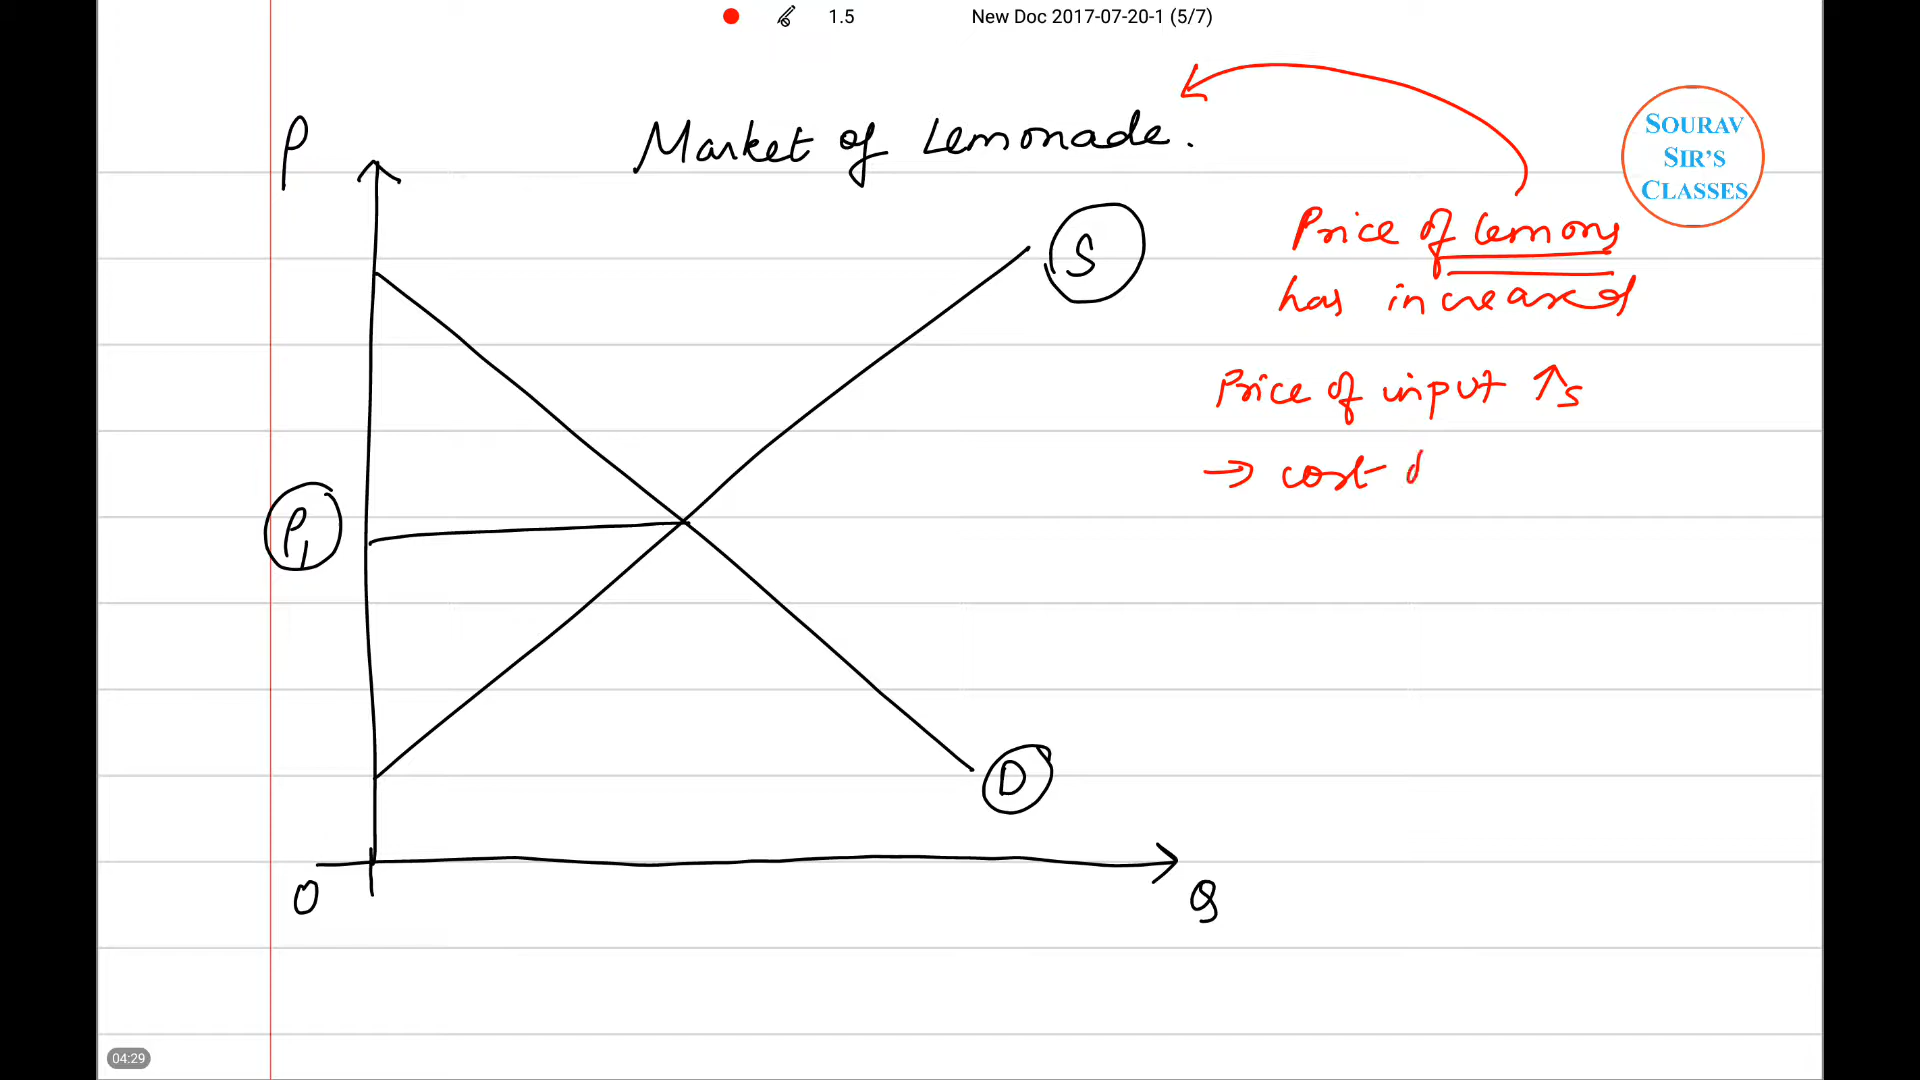 1.5
New Doc 2017-07-20-1 (5/7)
P
Market of Lemonade.
SOURAV
SIR'S
CLASSES
S
Price of lemons
has increased
Price of input ↑s
→ cost
P₁
D
O
Q
04:29